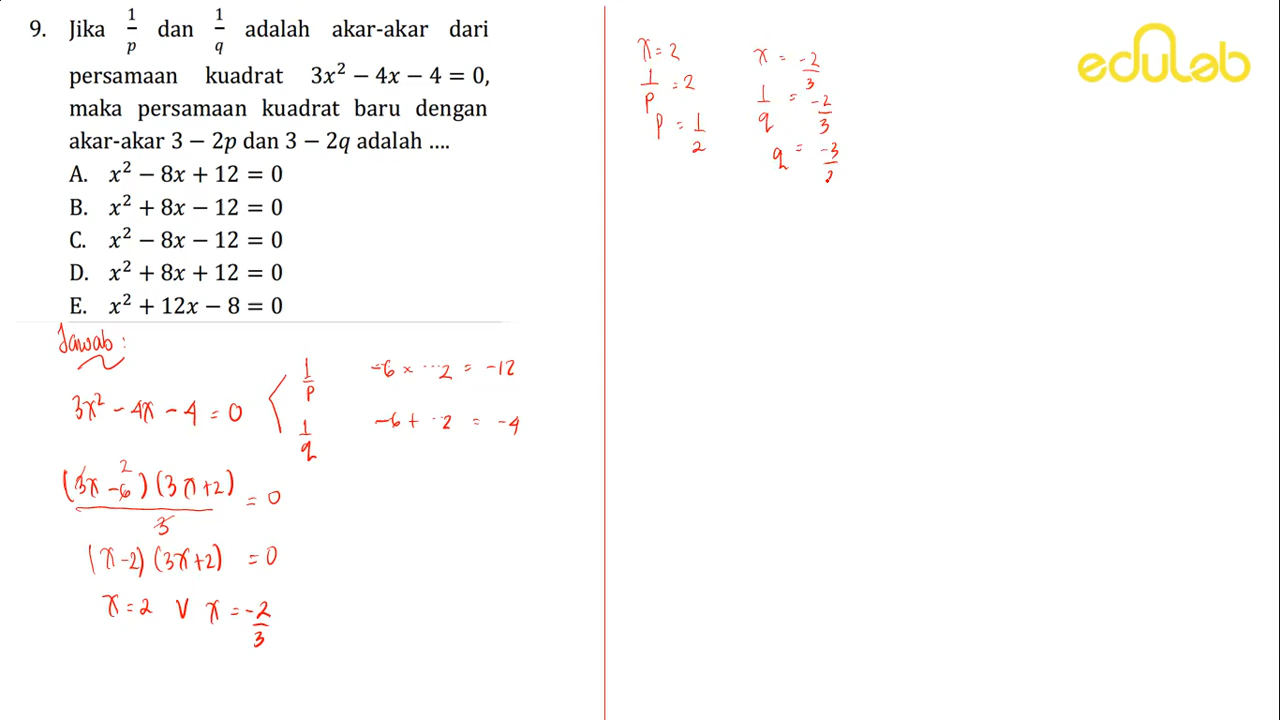 9. Jika 1/p dan 1/q adalah akar-akar dari
persamaan kuadrat 3x² − 4x − 4 = 0,
maka persamaan kuadrat baru dengan
akar-akar 3 − 2p dan 3 − 2q adalah ....
A. x² − 8x + 12 = 0
B. x² + 8x − 12 = 0
C. x² − 8x − 12 = 0
D. x² + 8x + 12 = 0
E. x² + 12x − 8 = 0
Jawab :
3x² − 4x − 4 = 0 < 1/p 1/q
−6 × ...2 = −12
−6 + ..2 = −4
(3x − 6)(3x + 2) / 3 = 0
2
(x − 2) (3x + 2) = 0
x = 2 V x = −2/3
x = 2
1/p = 2
p = 1/2
x = −2/3
1/q = −2/3
q = −3/2
edulab